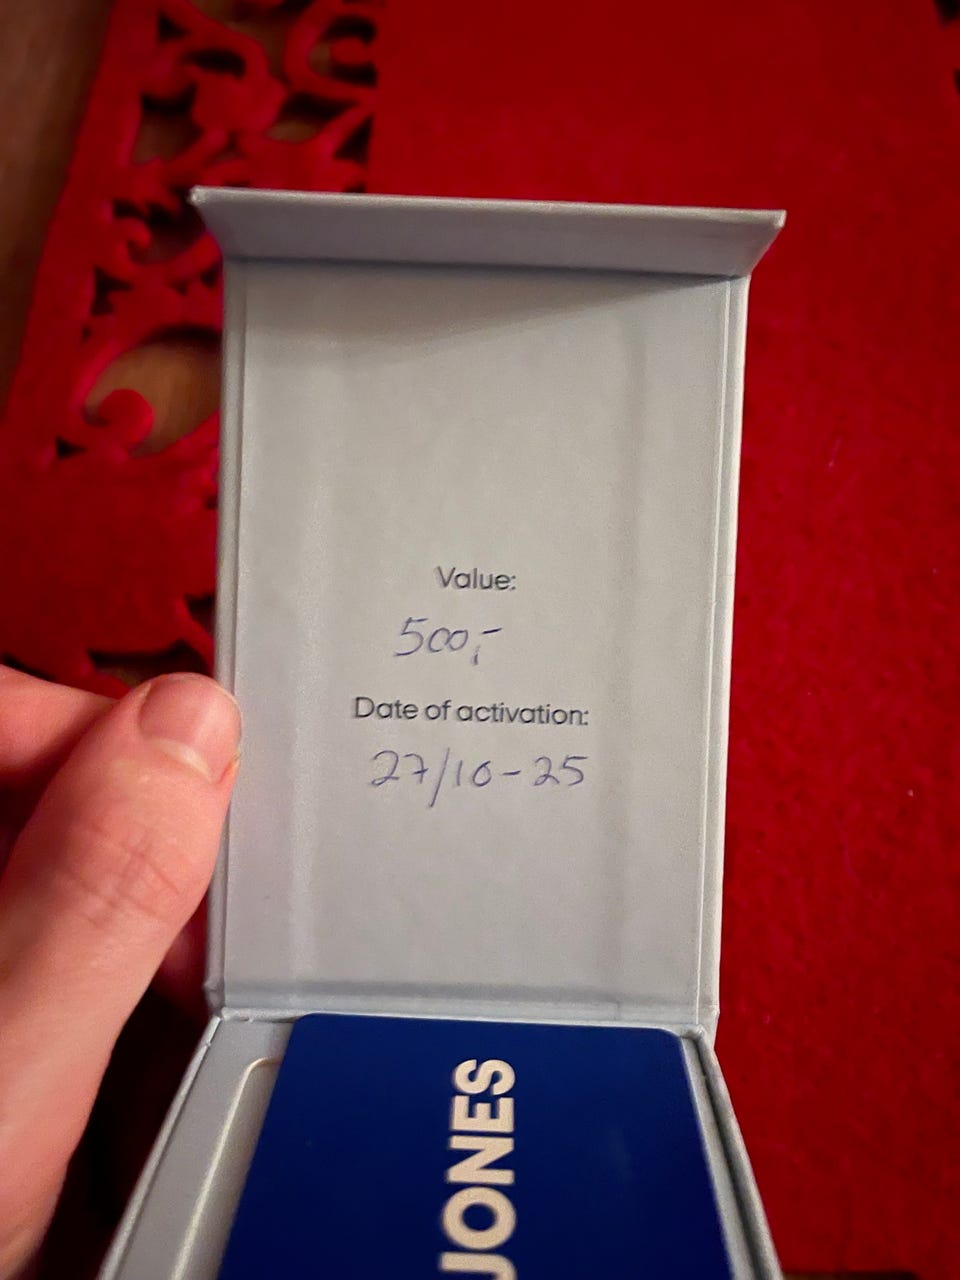 Value:
500,-
Date of activation:
27/10-25
JONES